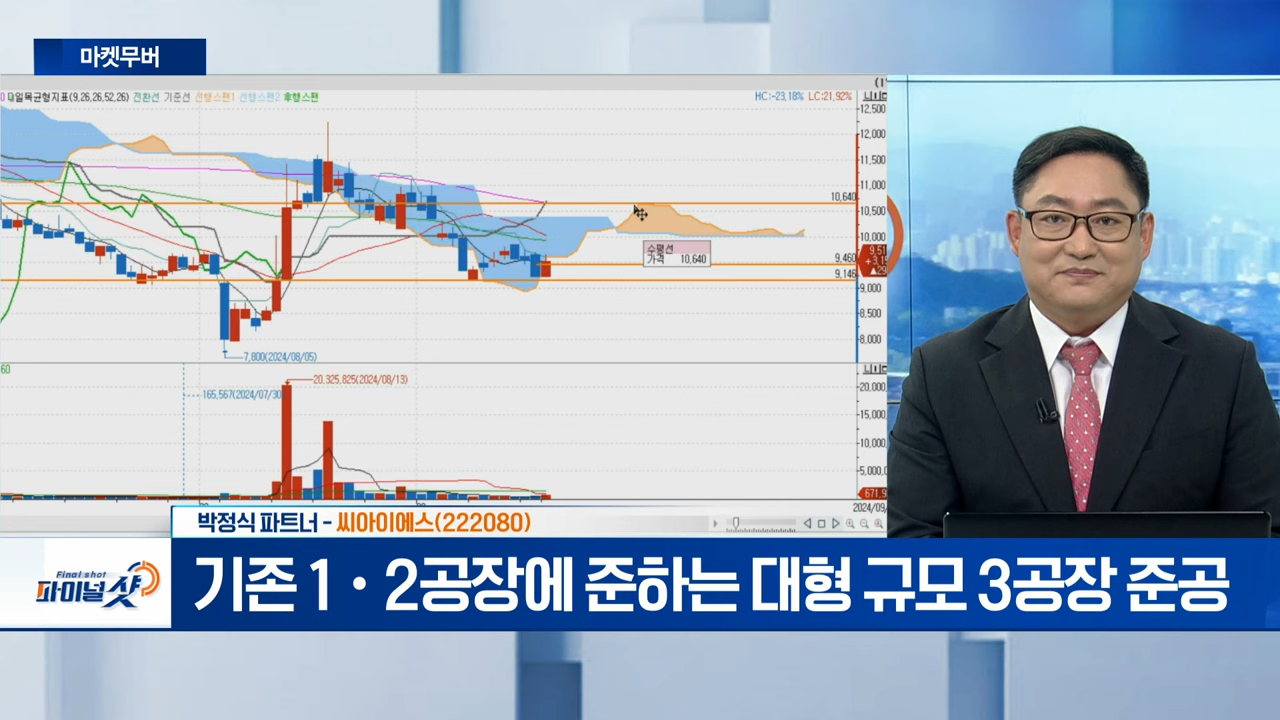 마켓무버
일목균형지표(9,26,26,52,26) 전환선 기준선 선행스팬1 선행스팬2 후행스팬
HC:-23,18% LC:21,92%
12,500
12,000
11,500
11,000
10,640
10,500
10,000
수평선
가격 10,640
9,460
9,146
9,000
8,500
8,000
7,800(2024/08/05)
60
20,325,825(2024/08/13)
165,567(2024/07/30)
20,000
15,000
10,000
5,000,
671,9
2024/09/
박정식 파트너 - 씨아이에스(222080)
Final shot
파이널샷
기존 1·2공장에 준하는 대형 규모 3공장 준공